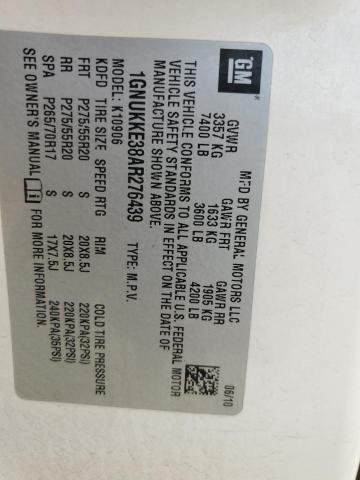 GM
MFD BY GENERAL MOTORS LLC
06/10
GVWR GAWR FRT GAWR RR
3357 KG 1633 KG 1905 KG
7400 LB 3600 LB 4200 LB
THIS VEHICLE CONFORMS TO ALL APPLICABLE U.S. FEDERAL MOTOR
VEHICLE SAFETY STANDARDS IN EFFECT ON THE DATE OF
MANUFACTURE SHOWN ABOVE.
1GNUKKE38AR276439 TYPE: M.P.V.
MODEL: K10906
KDFD TIRE SIZE SPEED RTG RIM COLD TIRE PRESSURE
FRT P275/55R20 S 20X8.5J 220KPA(32PSI)
RR P275/55R20 S 20X8.5J 220KPA(32PSI)
SPA P265/70R17 S 17X7.5J 240KPA(35PSI)
SEE OWNER'S MANUAL FOR MORE INFORMATION.